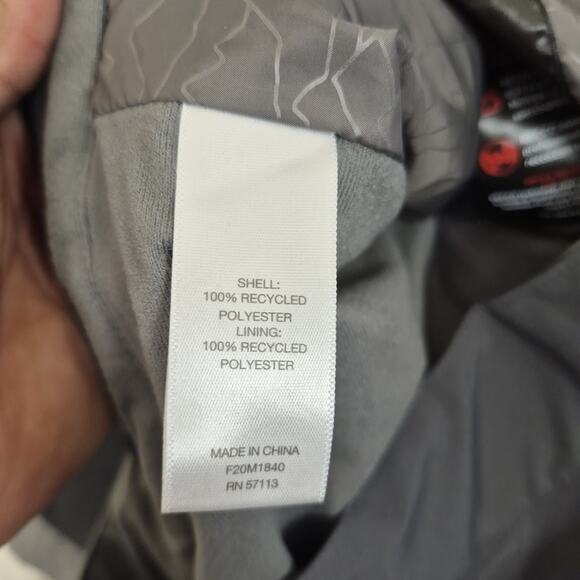 SHELL:
100% RECYCLED
POLYESTER
LINING:
100% RECYCLED
POLYESTER
MADE IN CHINA
F20M1840
RN 57113